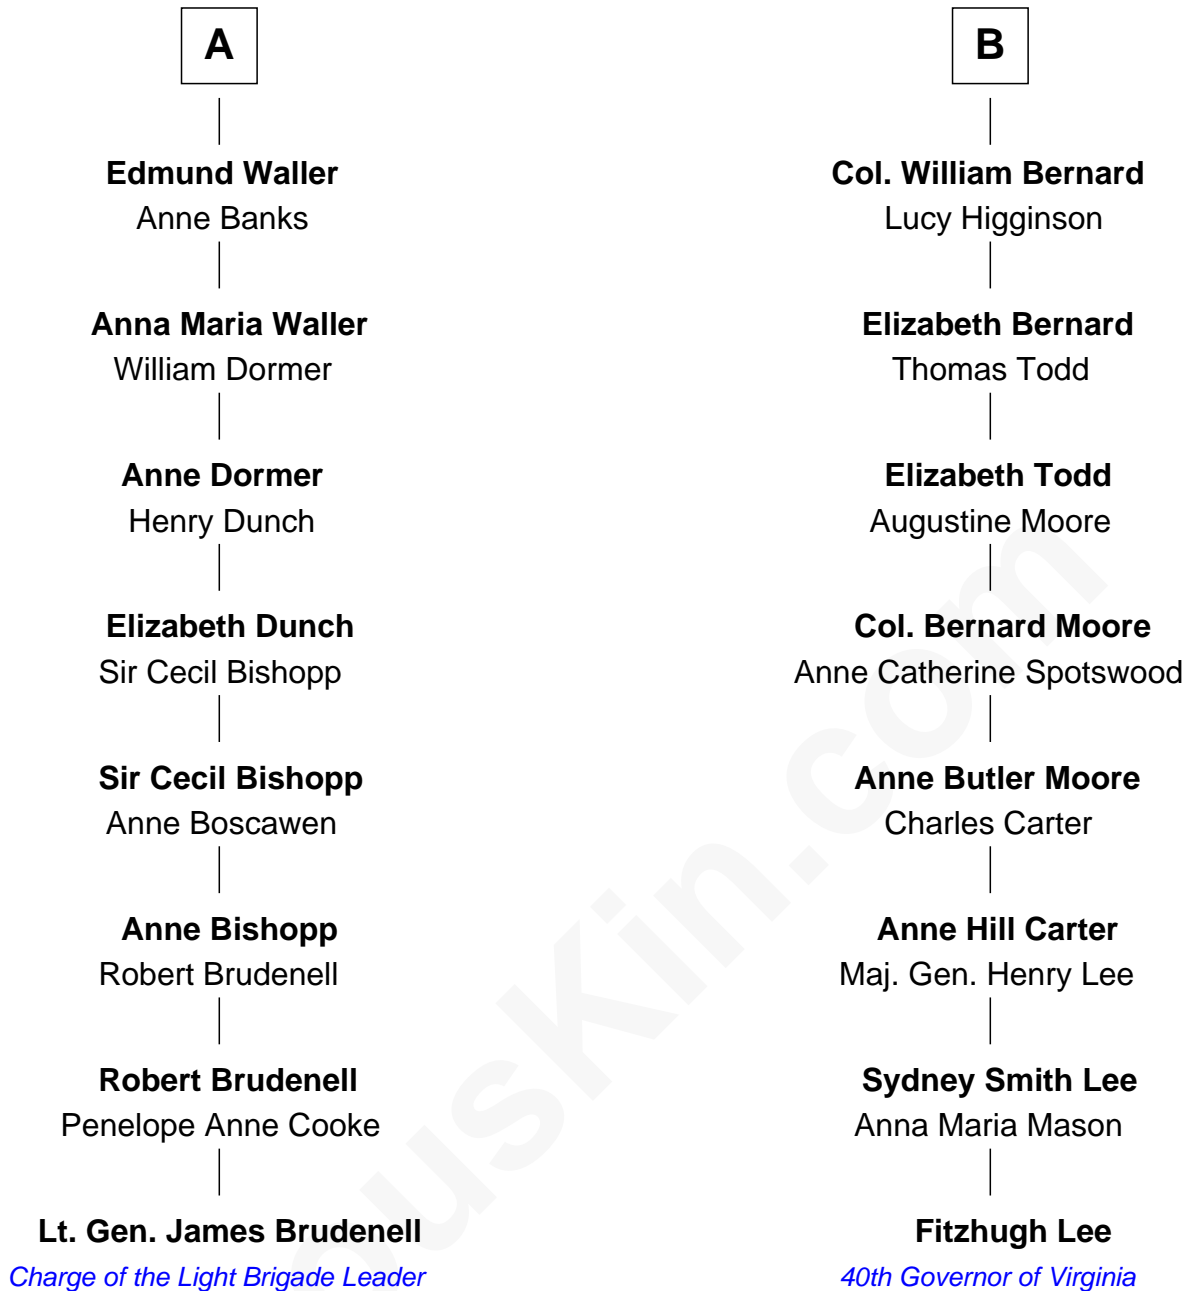 A
Edmund Waller
Anne Banks
Anna Maria Waller
William Dormer
Anne Dormer
Henry Dunch
Elizabeth Dunch
Sir Cecil Bishopp
Sir Cecil Bishopp
Anne Boscawen
Anne Bishopp
Robert Brudenell
Robert Brudenell
Penelope Anne Cooke
Lt. Gen. James Brudenell
Charge of the Light Brigade Leader
B
Col. William Bernard
Lucy Higginson
Elizabeth Bernard
Thomas Todd
Elizabeth Todd
Augustine Moore
Col. Bernard Moore
Anne Catherine Spotswood
Anne Butler Moore
Charles Carter
Anne Hill Carter
Maj. Gen. Henry Lee
Sydney Smith Lee
Anna Maria Mason
Fitzhugh Lee
40th Governor of Virginia
ousKin.com